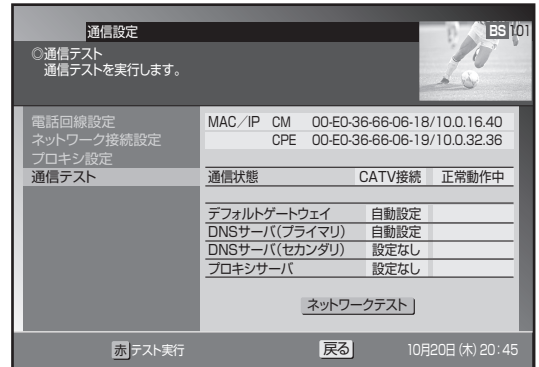 通信設定
BS 101
◎通信テスト
通信テストを実行します。
電話回線設定
ネットワーク接続設定
プロキシ設定
通信テスト
MAC／IP CM 00-E0-36-66-06-18/10.0.16.40
CPE 00-E0-36-66-06-19/10.0.32.36
通信状態 CATV接続 正常動作中
デフォルトゲートウェイ 自動設定
DNSサーバ(プライマリ) 自動設定
DNSサーバ(セカンダリ) 設定なし
プロキシサーバ 設定なし
ネットワークテスト
赤 テスト実行 戻る 10月20日(木) 20:45